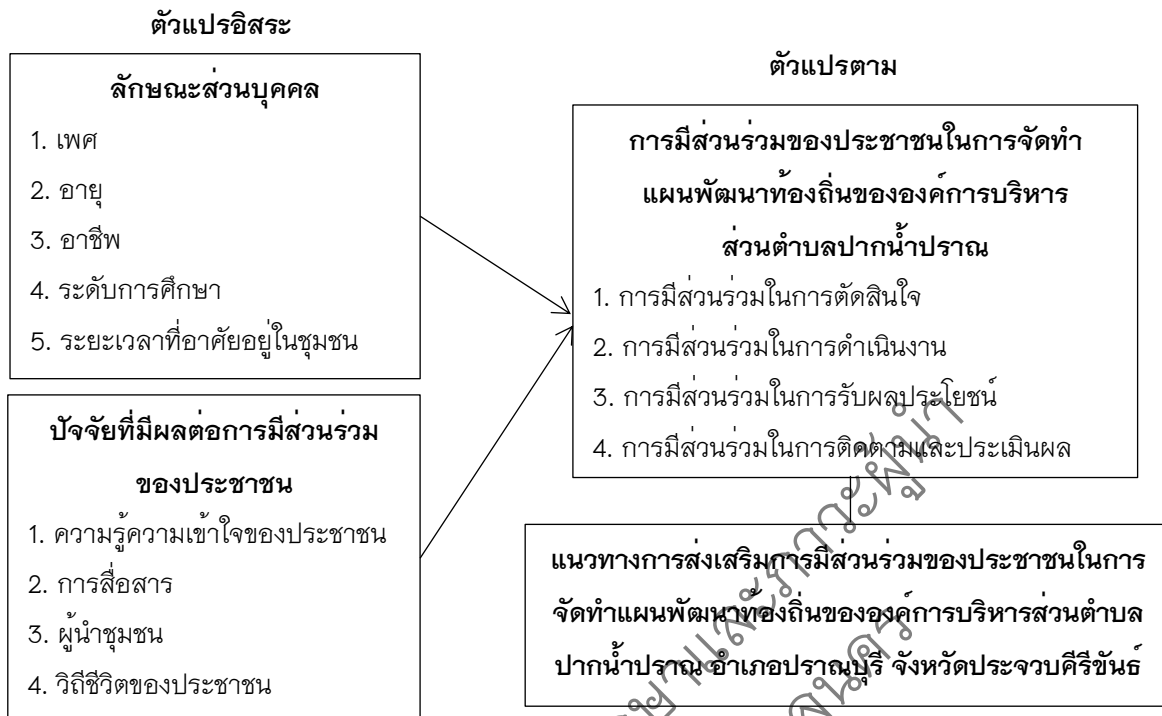 ตัวแปรอิสระ
ลักษณะส่วนบุคคล
1. เพศ
2. อายุ
3. อาชีพ
4. ระดับการศึกษา
5. ระยะเวลาที่อาศัยอยู่ในชุมชน
ปัจจัยที่มีผลต่อการมีส่วนร่วม
ของประชาชน
1. ความรู้ความเข้าใจของประชาชน
2. การสื่อสาร
3. ผู้นำชุมชน
4. วิถีชีวิตของประชาชน
ตัวแปรตาม
การมีส่วนร่วมของประชาชนในการจัดทำ
แผนพัฒนาท้องถิ่นขององค์การบริหาร
ส่วนตำบลปากน้ำปราณ
1. การมีส่วนร่วมในการตัดสินใจ
2. การมีส่วนร่วมในการดำเนินงาน
3. การมีส่วนร่วมในการรับผลประโยชน์
4. การมีส่วนร่วมในการติดตามและประเมินผล
แนวทางการส่งเสริมการมีส่วนร่วมของประชาชนในการ
จัดทำแผนพัฒนาท้องถิ่นขององค์การบริหารส่วนตำบล
ปากน้ำปราณ อำเภอปราณบุรี จังหวัดประจวบคีรีขันธ์
และภาวะผู้นำ